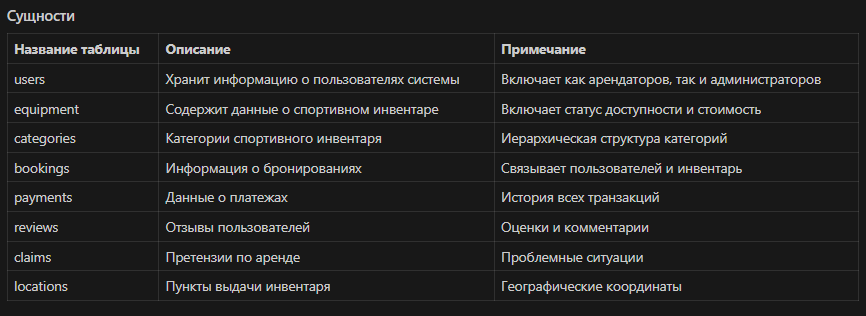 Сущности
Название таблицы Описание Примечание
users Хранит информацию о пользователях системы Включает как арендаторов, так и администраторов
equipment Содержит данные о спортивном инвентаре Включает статус доступности и стоимость
categories Категории спортивного инвентаря Иерархическая структура категорий
bookings Информация о бронированиях Связывает пользователей и инвентарь
payments Данные о платежах История всех транзакций
reviews Отзывы пользователей Оценки и комментарии
claims Претензии по аренде Проблемные ситуации
locations Пункты выдачи инвентаря Географические координаты